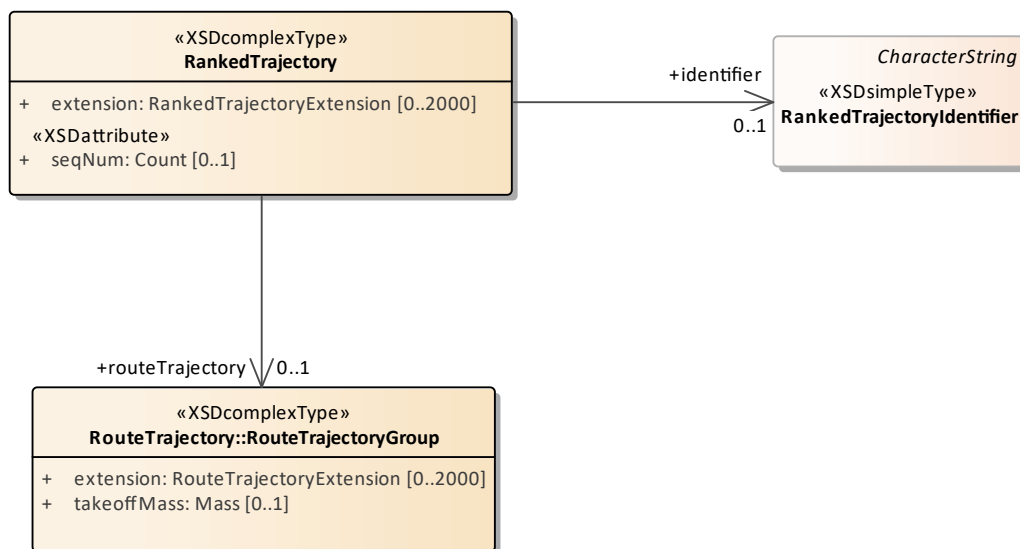 «XSDcomplexType»
RankedTrajectory
+ extension: RankedTrajectoryExtension [0..2000]
«XSDattribute»
+ seqNum: Count [0..1]
+identifier
0..1
CharacterString
«XSDsimpleType»
RankedTrajectoryIdentifier
+routeTrajectory 0..1
«XSDcomplexType»
RouteTrajectory::RouteTrajectoryGroup
+ extension: RouteTrajectoryExtension [0..2000]
+ takeoffMass: Mass [0..1]